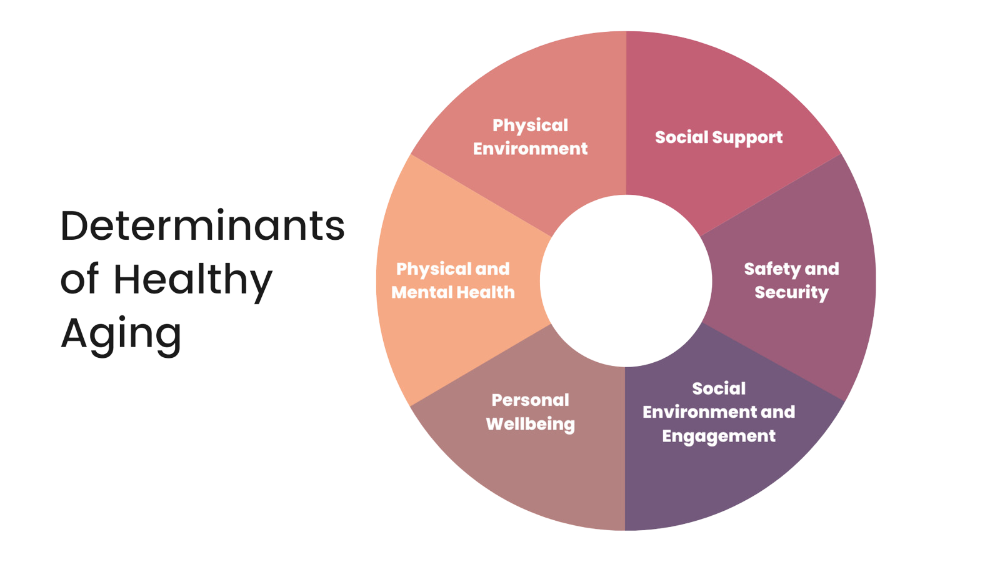 Determinants
of Healthy
Aging
Physical
Environment
Social Support
Physical and
Mental Health
Safety and
Security
Personal
Wellbeing
Social
Environment and
Engagement